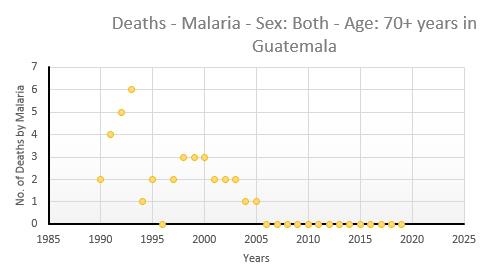 Deaths - Malaria - Sex: Both - Age: 70+ years in
Guatemala
No. of Deaths by Malaria
7
6
5
4
3
2
1
0
1985 1990 1995 2000 2005 2010 2015 2020 2025
Years